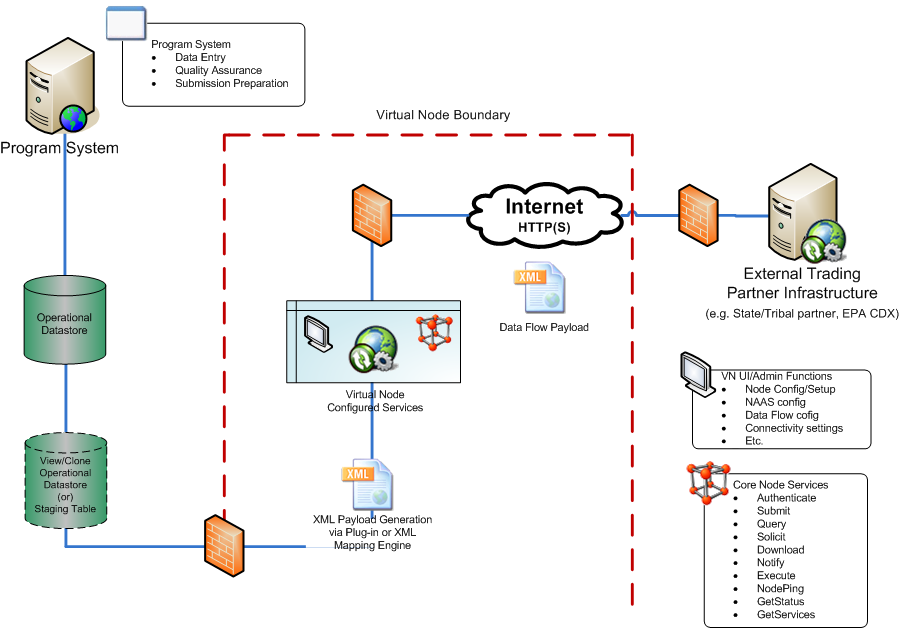 Program System
• Data Entry
• Quality Assurance
• Submission Preparation
Program System
Virtual Node Boundary
Internet
HTTP(S)
XML
Data Flow Payload
External Trading
Partner Infrastructure
(e.g. State/Tribal partner, EPA CDX)
Operational
Datastore
Virtual Node
Configured Services
View/Clone
Operational
Datastore
(or)
Staging Table
XML
XML Payload Generation
via Plug-in or XML
Mapping Engine
VN UI/Admin Functions
• Node Config/Setup
• NAAS config
• Data Flow cofig
• Connectivity settings
• Etc.
Core Node Services
• Authenticate
• Submit
• Query
• Solicit
• Download
• Notify
• Execute
• NodePing
• GetStatus
• GetServices